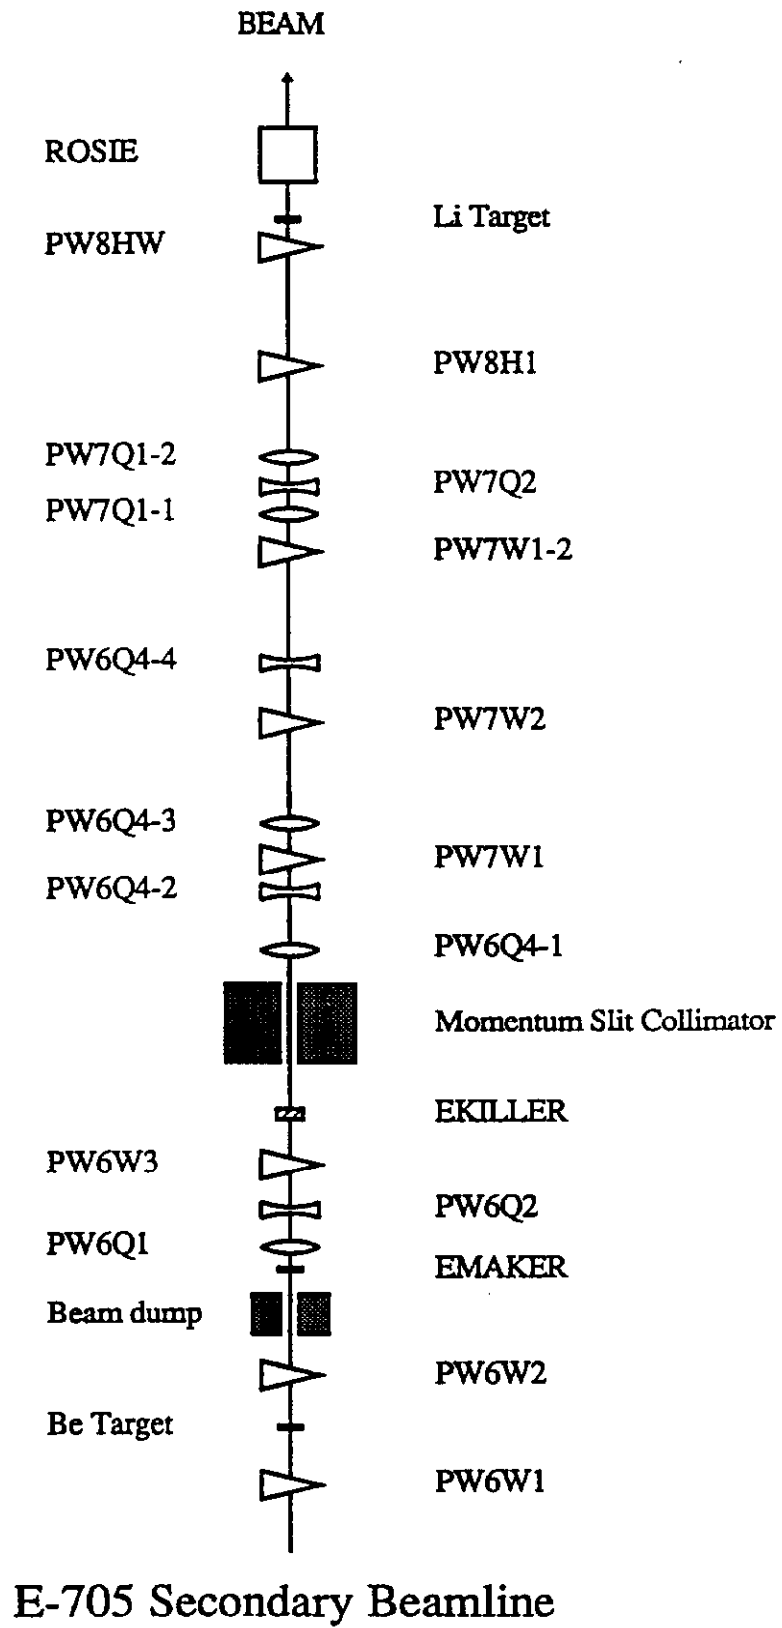 BEAM
ROSIE
Li Target
PW8HW
PW8H1
PW7Q1-2
PW7Q2
PW7Q1-1
PW7W1-2
PW6Q4-4
PW7W2
PW6Q4-3
PW7W1
PW6Q4-2
PW6Q4-1
Momentum Slit Collimator
EKILLER
PW6W3
PW6Q2
PW6Q1
EMAKER
Beam dump
PW6W2
Be Target
PW6W1
E-705 Secondary Beamline